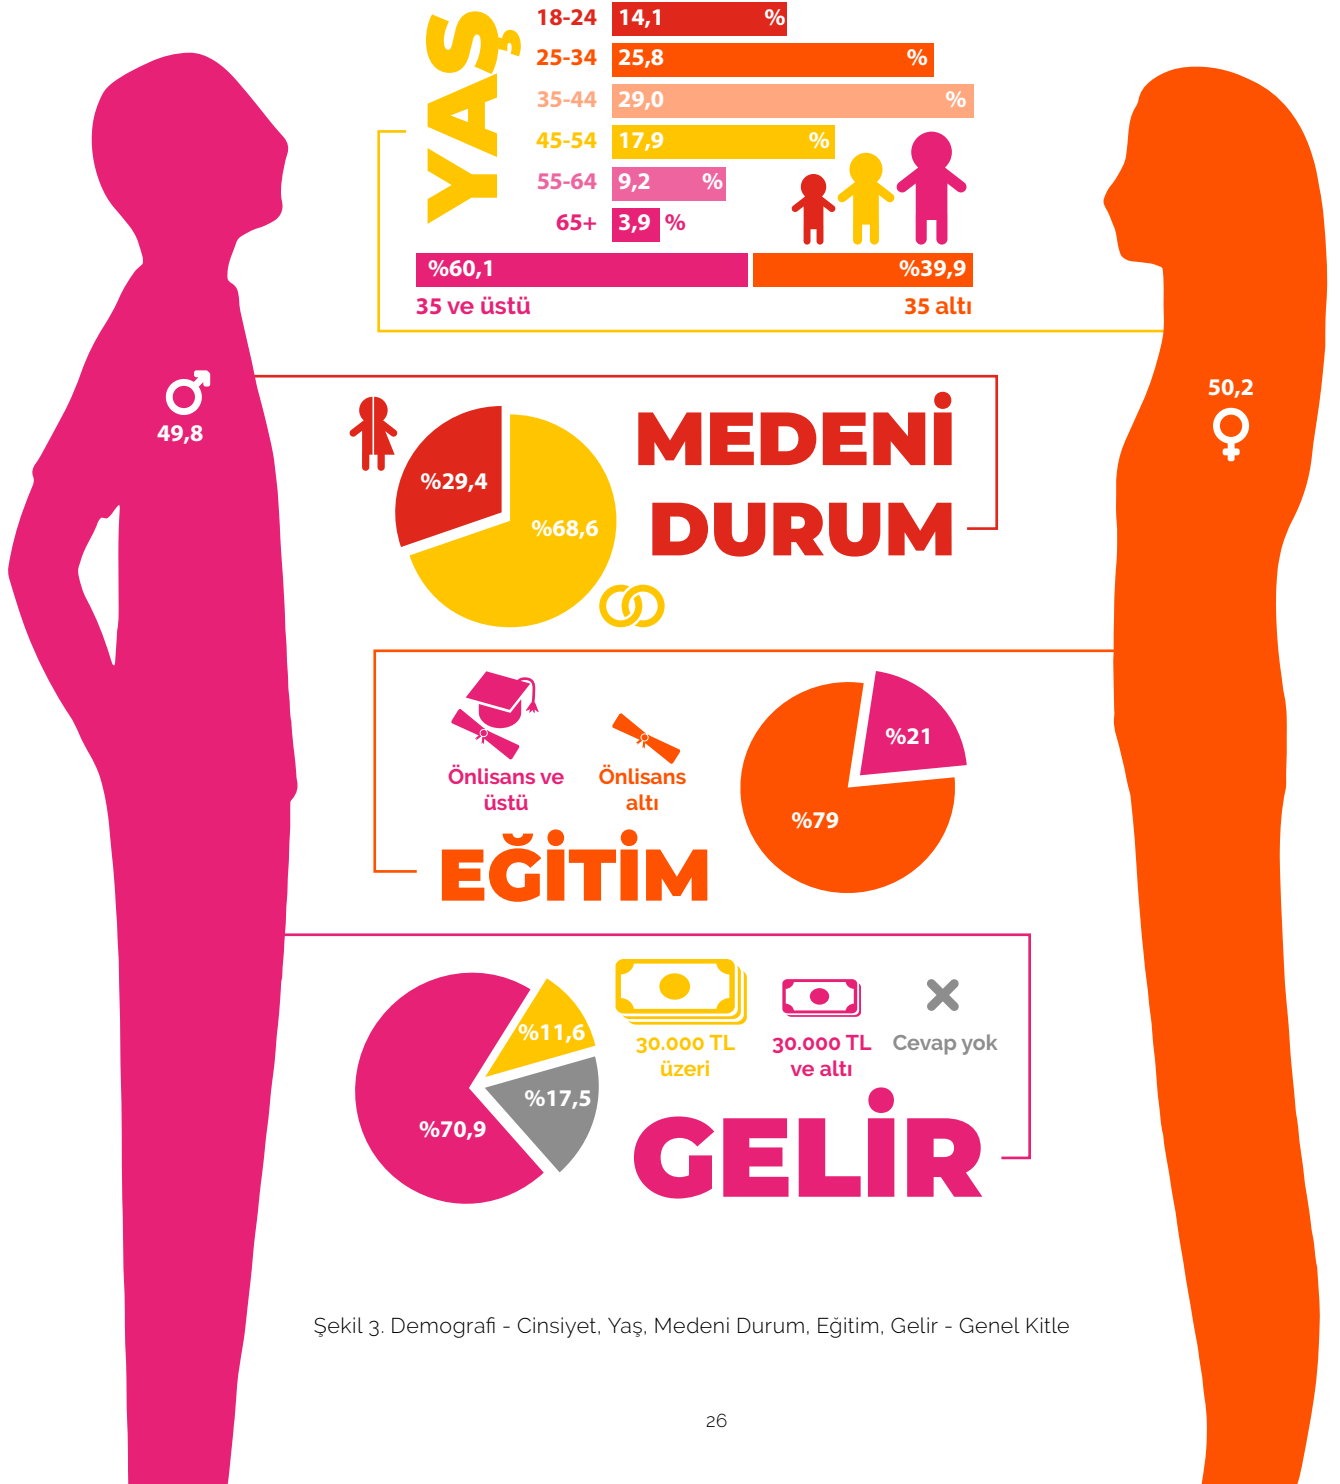 YAŞ
18-24 14,1 %
25-34 25,8 %
35-44 29,0 %
45-54 17,9 %
55-64 9,2 %
65+ 3,9 %
%60,1 %39,9
35 ve üstü 35 altı
49,8
50,2
MEDENİ
DURUM
%29,4
%68,6
Önlisans ve
üstü
Önlisans
altı
EĞİTİM
%21
%79
%11,6
%17,5
%70,9
30.000 TL
üzeri
30.000 TL
ve altı
Cevap yok
GELİR
Şekil 3. Demografi - Cinsiyet, Yaş, Medeni Durum, Eğitim, Gelir - Genel Kitle
26